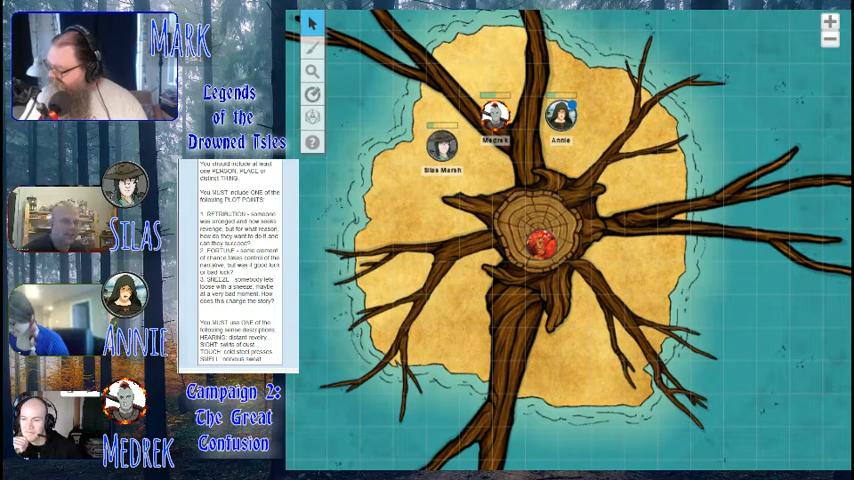 MARK
Legends
of the
Drowned Isles
You should include at least
one PERSON, PLACE or
distinct THING.
You MUST include ONE of the
following PLOT POINTS:
1. RETRIBUTION - someone
was wronged and now seeks
revenge, but for what reason,
how do they want to do it and
can they succeed?
2. FORTUNE - some element
of chance takes control of the
narrative, but was it good luck
or bad luck?
3. SNEEZE - somebody lets
loose with a sneeze, maybe
at a very bad moment. How
does this change the story?
You MUST use ONE of the
following sense descriptions:
HEARING: distant revelry...
SIGHT: swirls of dust...
TOUCH: cold steel presses
SMELL: nervous sweat
SILAS
ANNIE
MEDREK
Campaign 2:
The Great
Confusion
Silas Marsh
Medrek
Annie